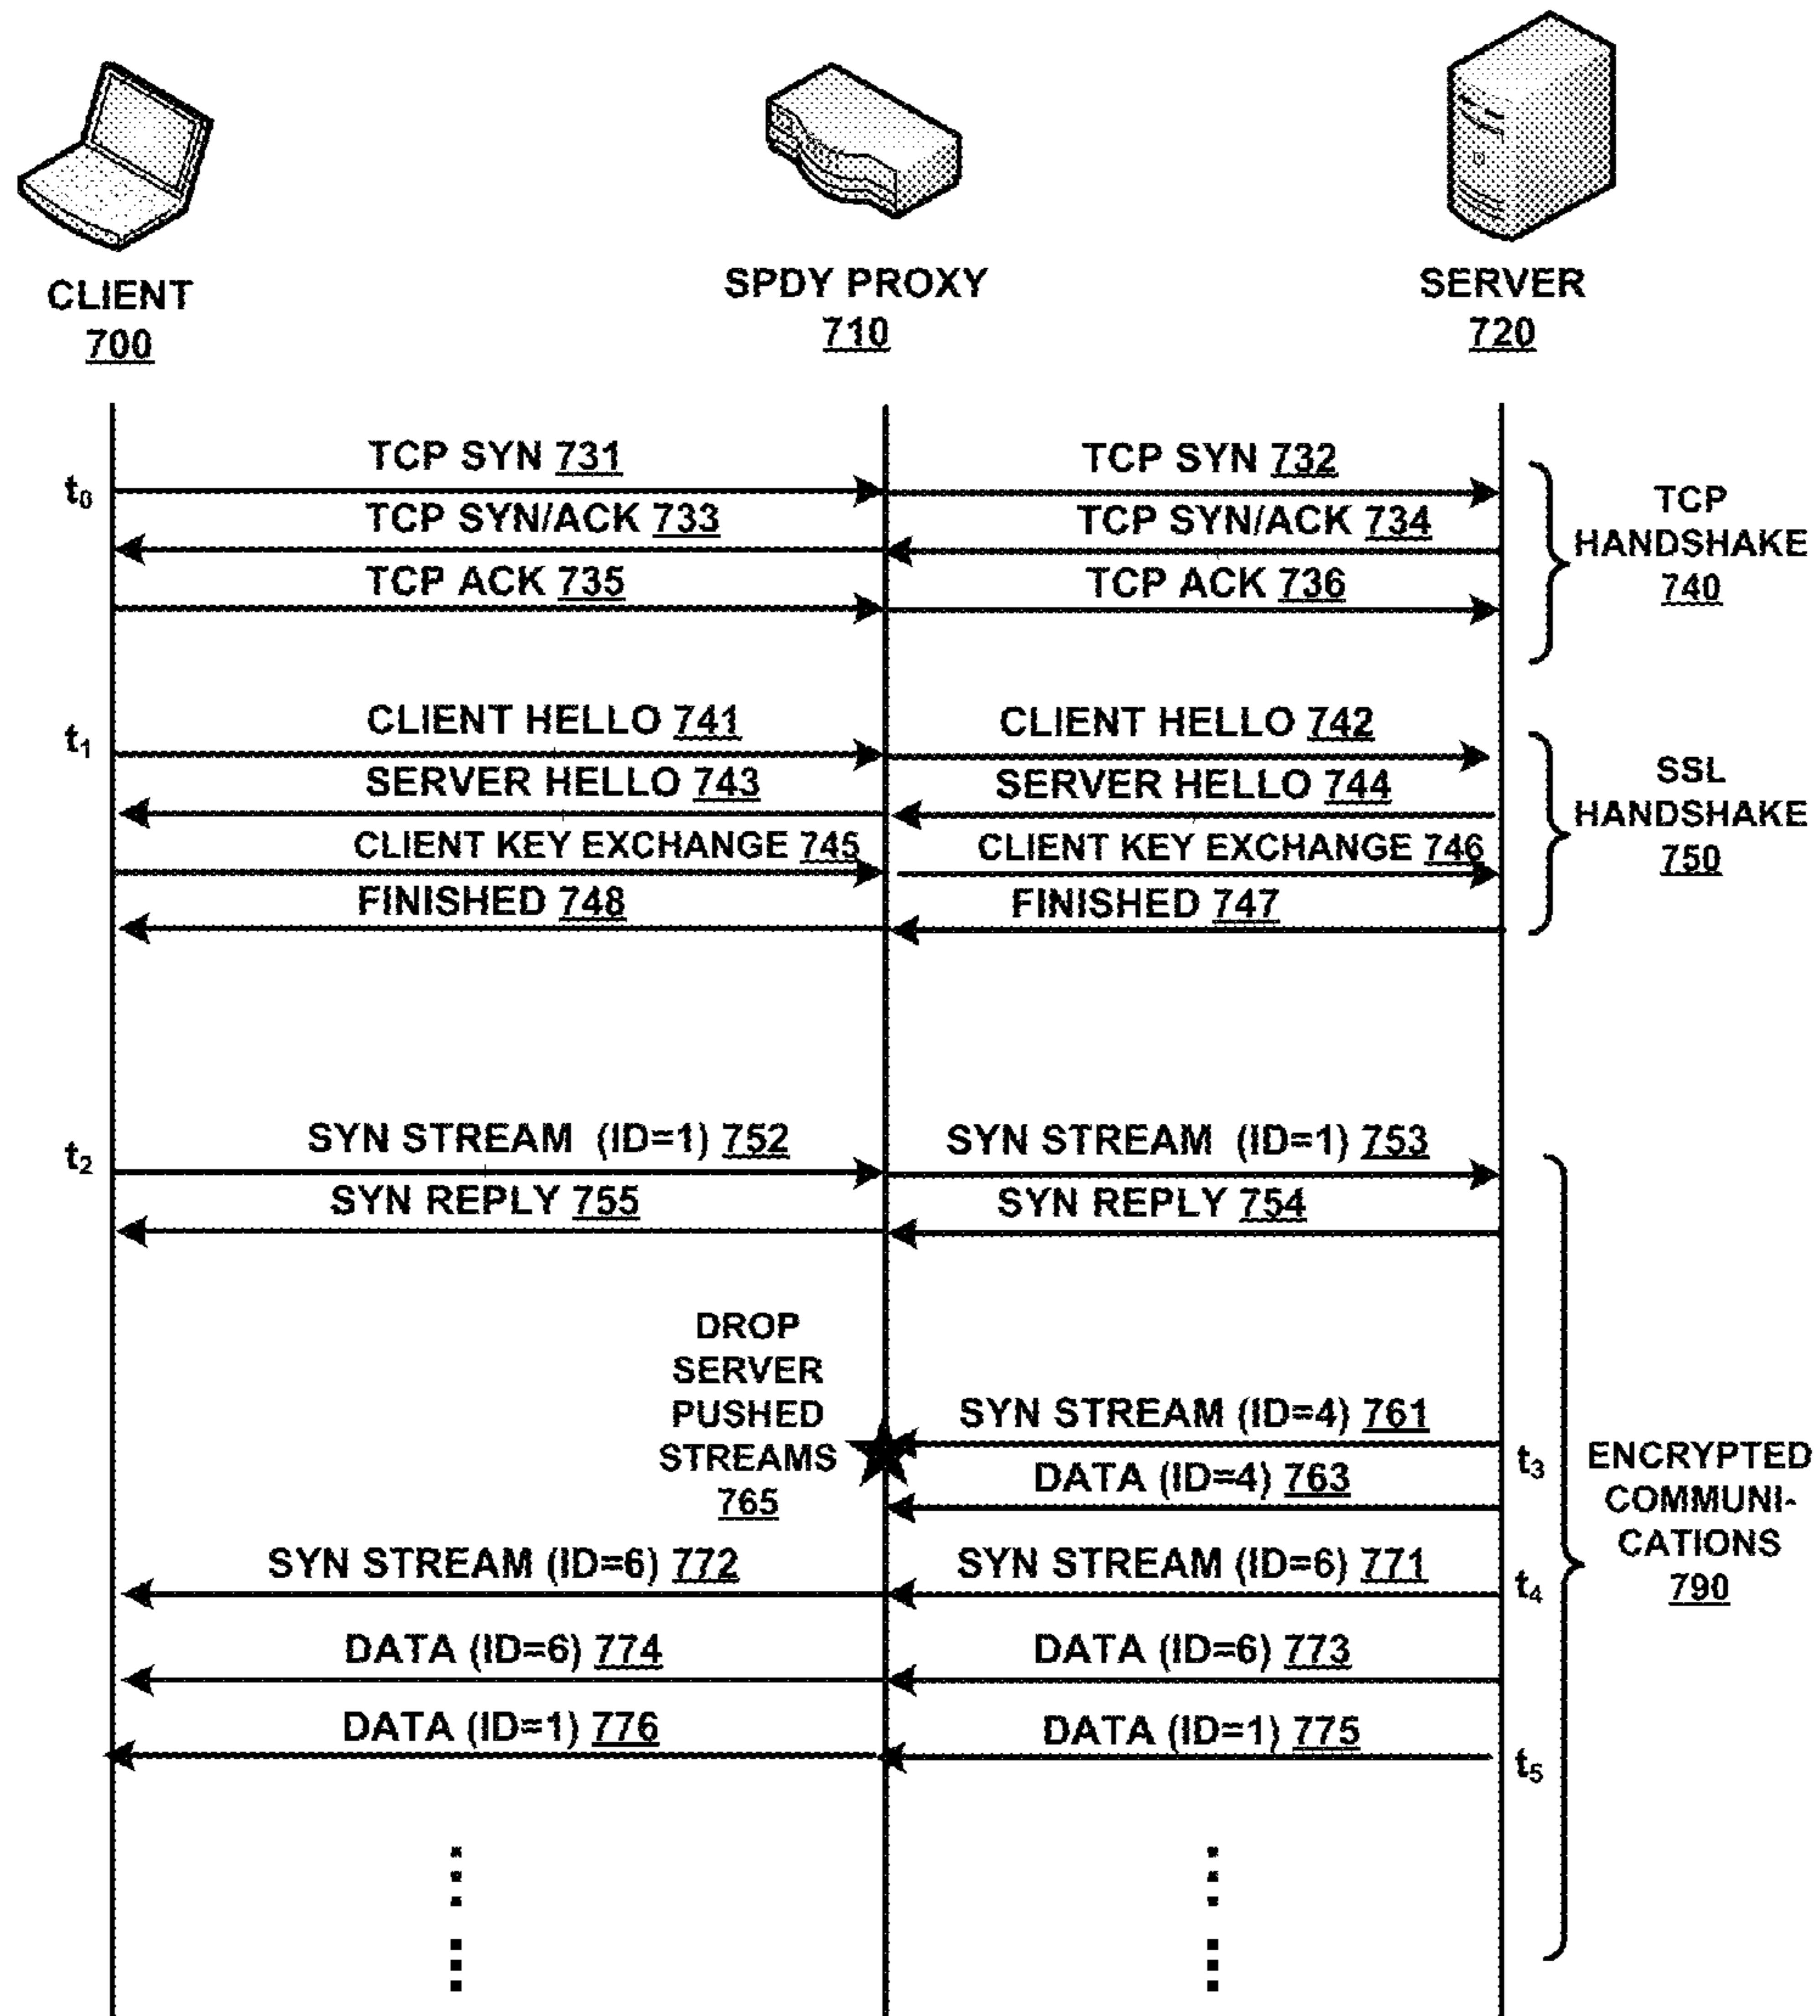 CLIENT
700
SPDY PROXY
710
SERVER
720
t0
TCP SYN 731
TCP SYN 732
TCP SYN/ACK 733
TCP SYN/ACK 734
TCP ACK 735
TCP ACK 736
TCP
HANDSHAKE
740
t1
CLIENT HELLO 741
CLIENT HELLO 742
SERVER HELLO 743
SERVER HELLO 744
CLIENT KEY EXCHANGE 745
CLIENT KEY EXCHANGE 746
FINISHED 748
FINISHED 747
SSL
HANDSHAKE
750
t2
SYN STREAM (ID=1) 752
SYN STREAM (ID=1) 753
SYN REPLY 755
SYN REPLY 754
DROP
SERVER
PUSHED
STREAMS
765
SYN STREAM (ID=4) 761
t3
DATA (ID=4) 763
SYN STREAM (ID=6) 772
SYN STREAM (ID=6) 771
t4
DATA (ID=6) 774
DATA (ID=6) 773
DATA (ID=1) 776
DATA (ID=1) 775
t5
ENCRYPTED
COMMUNI-
CATIONS
790